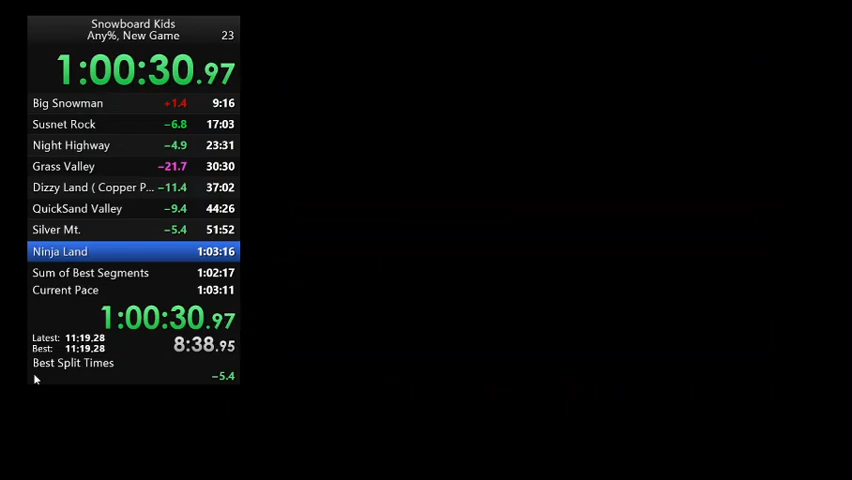 Snowboard Kids
Any%, New Game 23
1:00:30.97
Big Snowman +1.4 9:16
Susnet Rock −6.8 17:03
Night Highway −4.9 23:31
Grass Valley −21.7 30:30
Dizzy Land ( Copper P... −11.4 37:02
QuickSand Valley −9.4 44:26
Silver Mt. −5.4 51:52
Ninja Land 1:03:16
Sum of Best Segments 1:02:17
Current Pace 1:03:11
1:00:30.97
Latest: 11:19.28
Best: 11:19.28
8:38.95
Best Split Times
−5.4